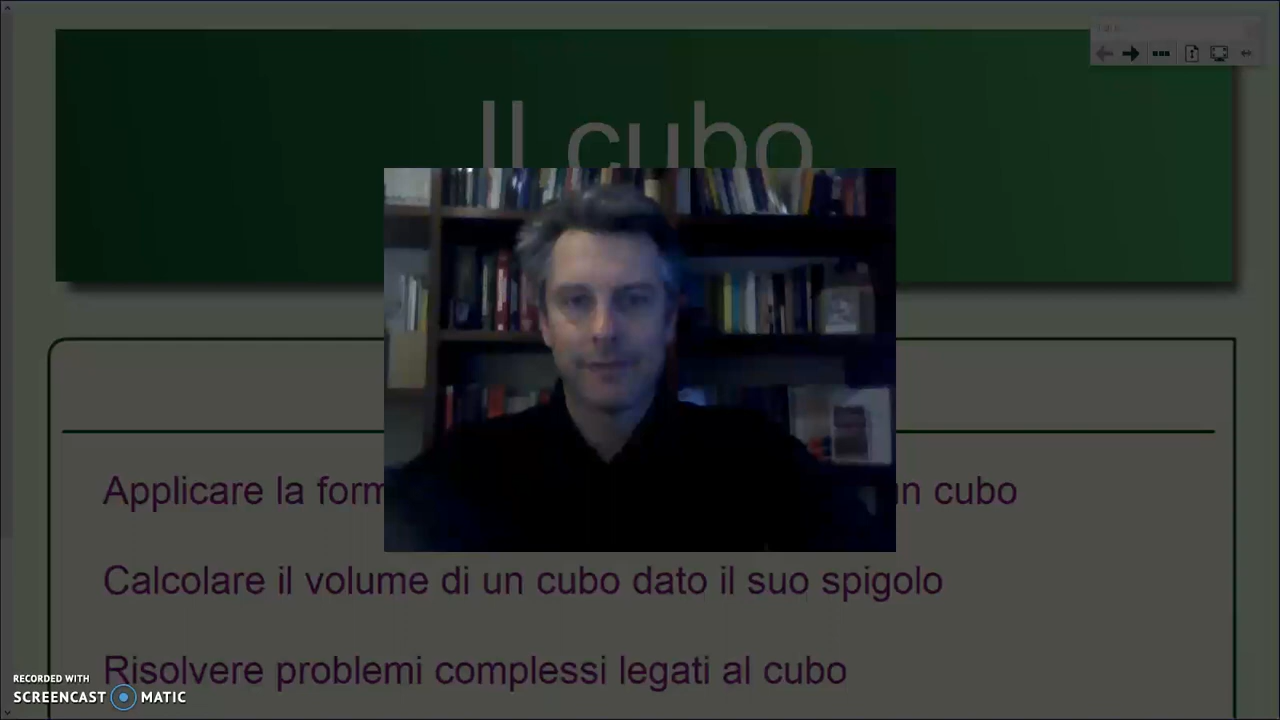 Il cubo
Applicare la form n cubo
Calcolare il volume di un cubo dato il suo spigolo
Risolvere problemi complessi legati al cubo
RECORDED WITH
SCREENCAST MATIC